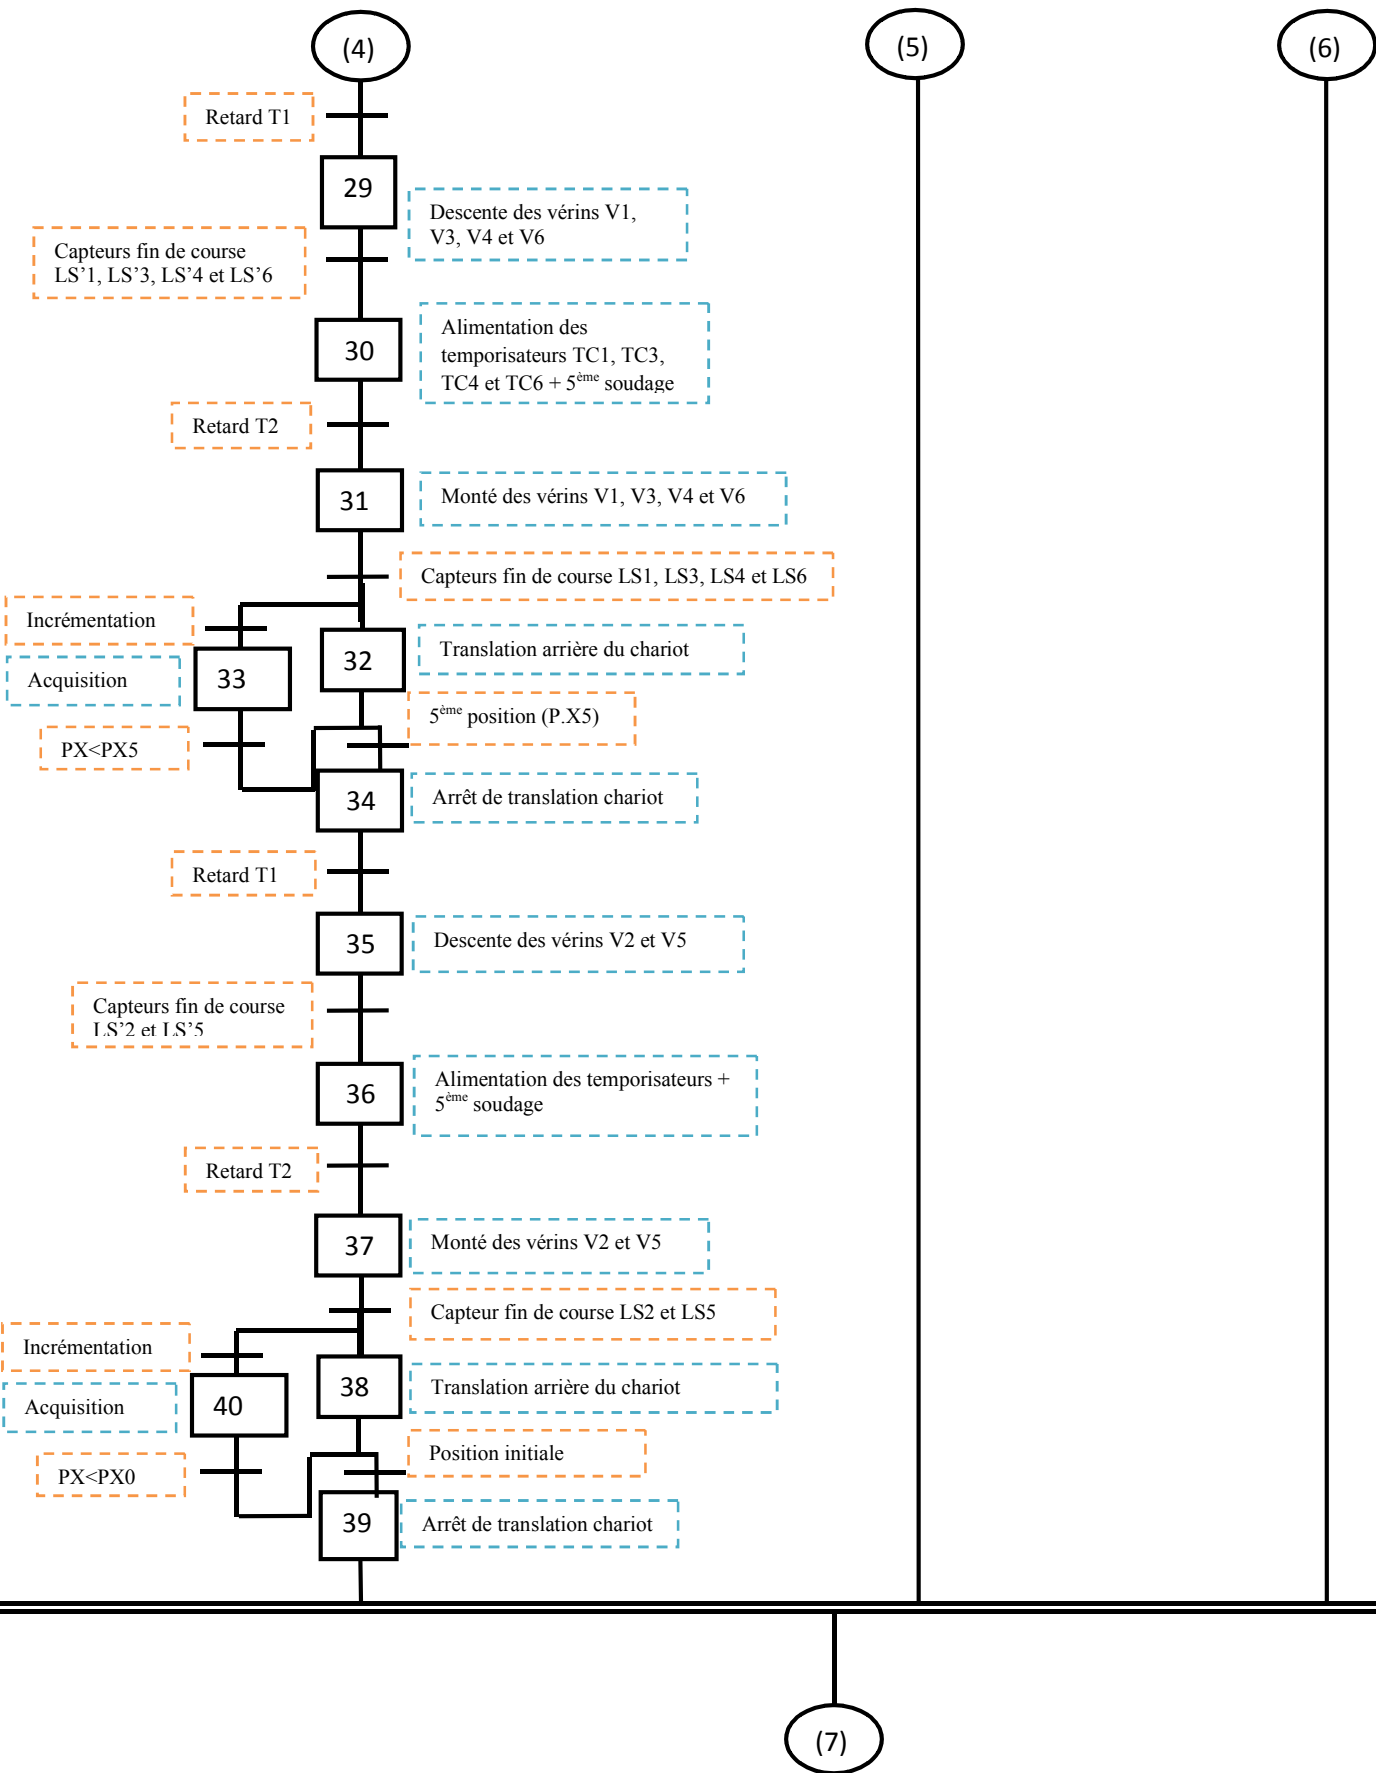 (4)
(5)
(6)
Retard T1
29
Descente des vérins V1,
V3, V4 et V6
Capteurs fin de course
LS’1, LS’3, LS’4 et LS’6
30
Alimentation des
temporisateurs TC1, TC3,
TC4 et TC6 + 5ème soudage
Retard T2
31
Monté des vérins V1, V3, V4 et V6
Capteurs fin de course LS1, LS3, LS4 et LS6
Incrémentation
32
Translation arrière du chariot
Acquisition
33
5ème position (P.X5)
PX<PX5
34
Arrêt de translation chariot
Retard T1
35
Descente des vérins V2 et V5
Capteurs fin de course
LS’2 et LS’5
36
Alimentation des temporisateurs +
5ème soudage
Retard T2
37
Monté des vérins V2 et V5
Capteur fin de course LS2 et LS5
Incrémentation
38
Translation arrière du chariot
Acquisition
40
Position initiale
PX<PX0
39
Arrêt de translation chariot
(7)